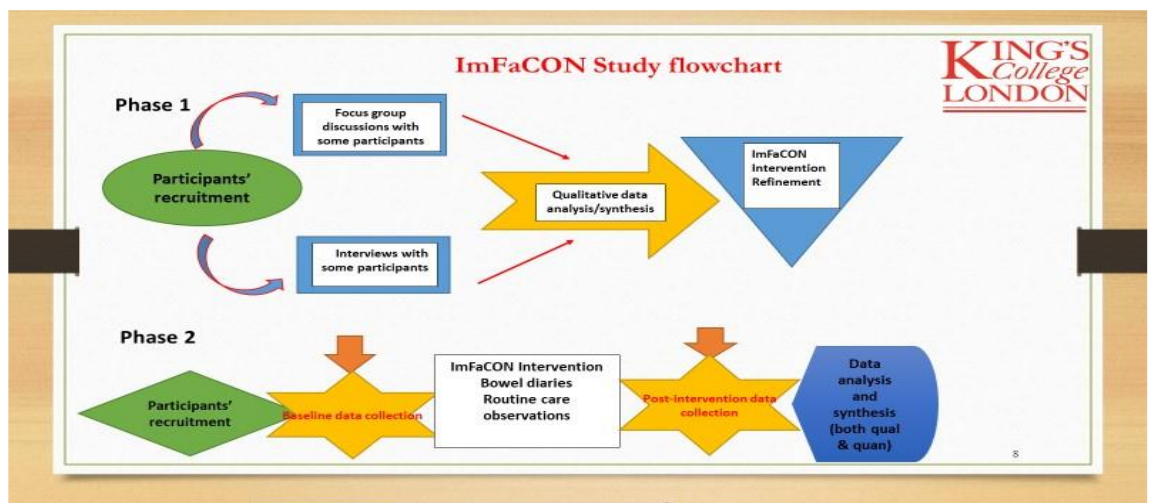 ImFaCON Study flowchart
KING'S
College
LONDON
Phase 1
Focus group
discussions with
some participants
Participants'
recruitment
Interviews with
some participants
Qualitative data
analysis/synthesis
ImFaCON
Intervention
Refinement
Phase 2
Participants'
recruitment
Baseline data collection
ImFaCON Intervention
Bowel diaries
Routine care
observations
Post-intervention data
collection
Data
analysis
and
synthesis
(both qual
& quan)
8